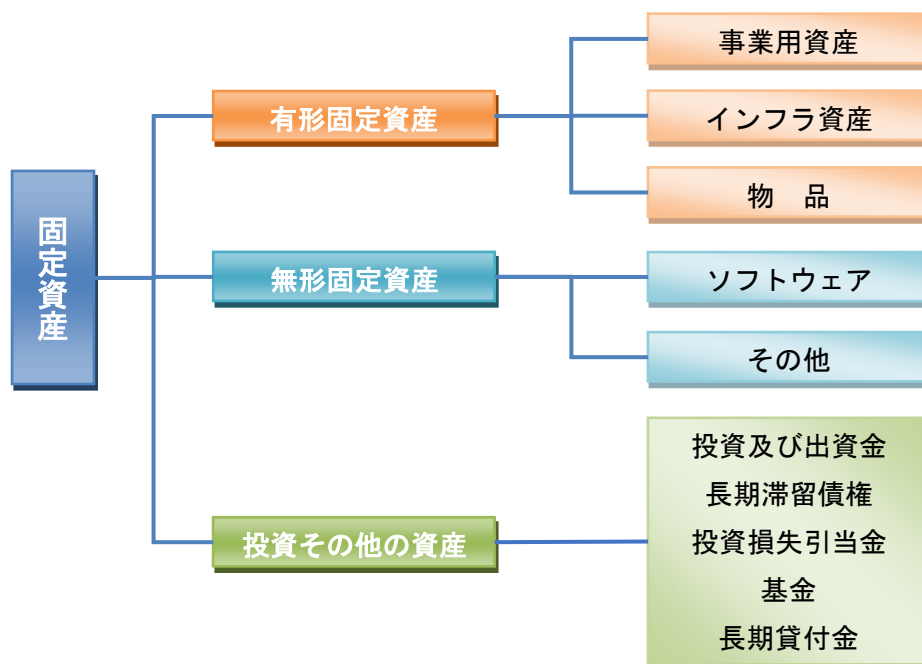 固定資産
有形固定資産
事業用資産
インフラ資産
物　品
無形固定資産
ソフトウェア
その他
投資その他の資産
投資及び出資金
長期滞留債権
投資損失引当金
基金
長期貸付金